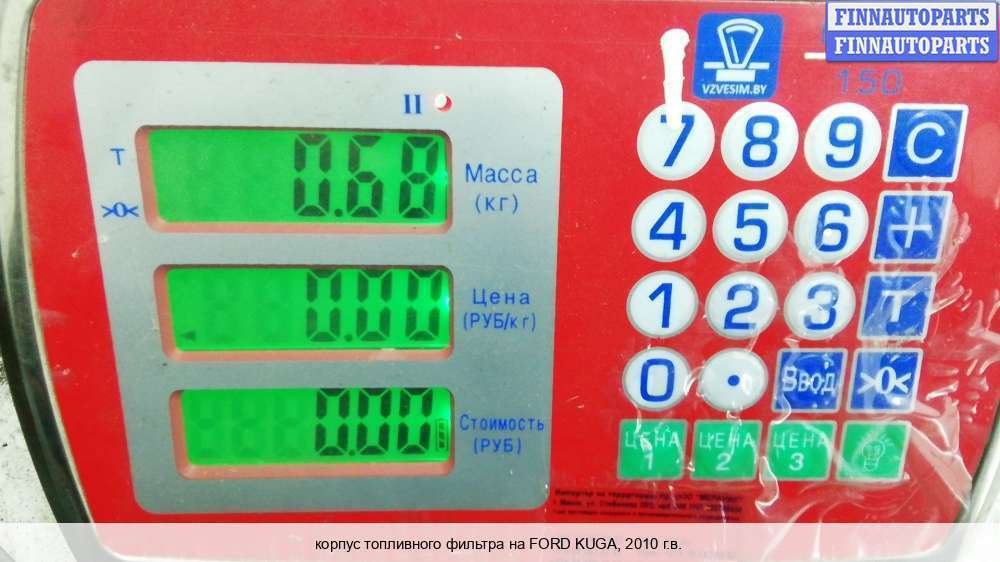 FINNAUTOPARTS
FINNAUTOPARTS
VZVESIM.BY
150
II
T
>0<
0.68
Масса
(кг)
0.00
Цена
(РУБ/кг)
0.00
Стоимость
(РУБ)
7 8 9 C
4 5 6 +
1 2 3 T
0 . Ввод >0<
ЦЕНА 1
ЦЕНА 2
ЦЕНА 3
корпус топливного фильтра на FORD KUGA, 2010 г.в.